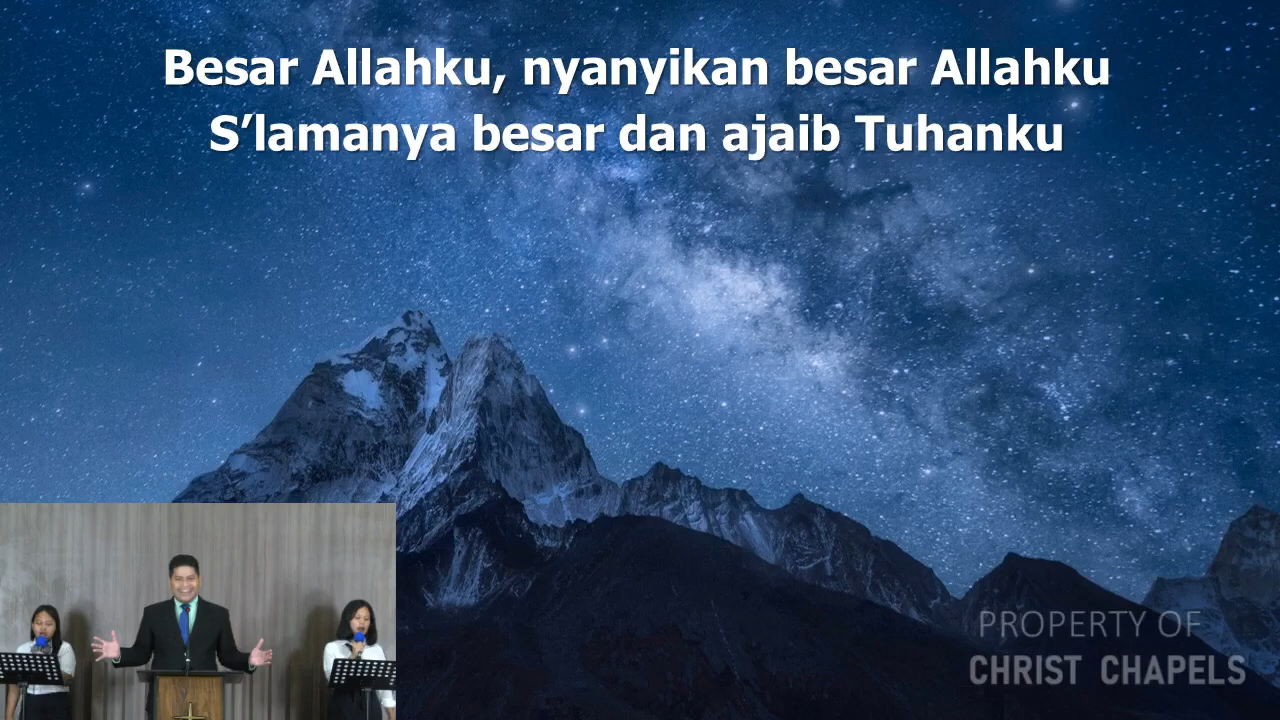 Besar Allahku, nyanyikan besar Allahku
S’lamanya besar dan ajaib Tuhanku
PROPERTY OF
CHRIST CHAPELS